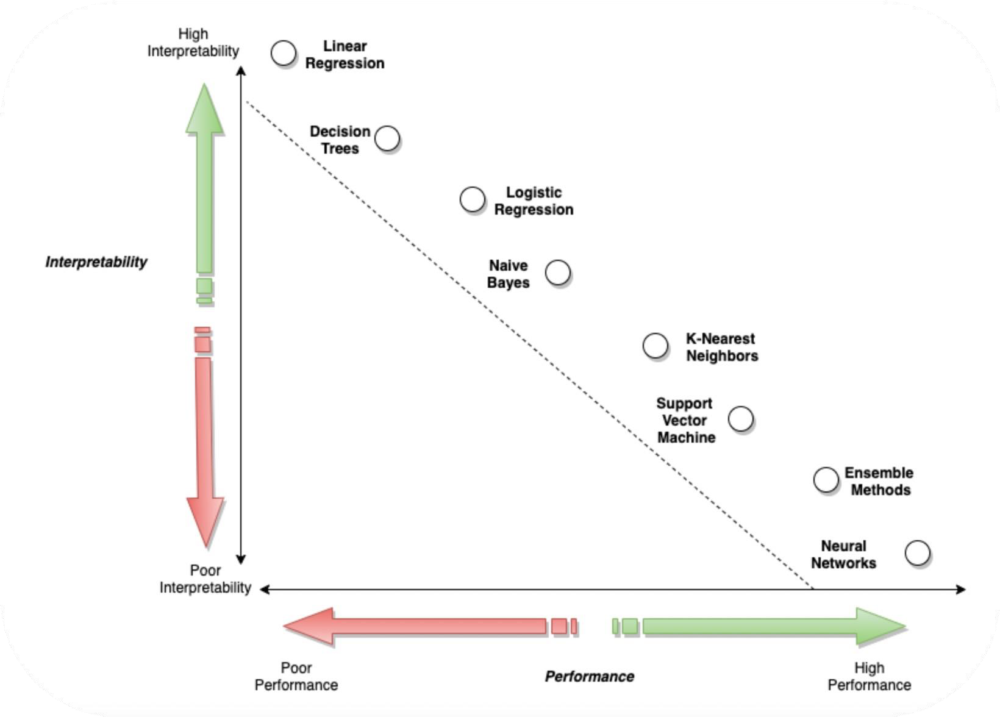 High
Interpretability
Linear
Regression
Decision
Trees
Logistic
Regression
Interpretability
Naive
Bayes
K-Nearest
Neighbors
Support
Vector
Machine
Ensemble
Methods
Neural
Networks
Poor
Interpretability
Poor
Performance
Performance
High
Performance